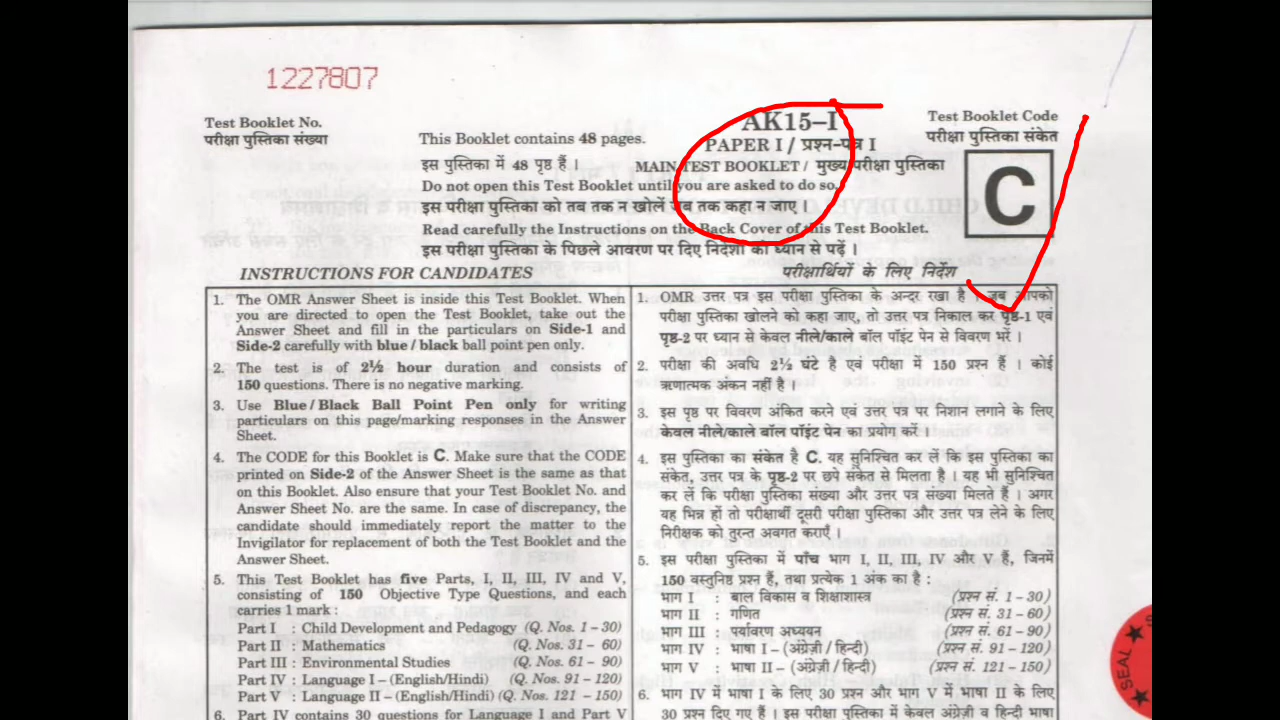 1227807
Test Booklet No.
परीक्षा पुस्तिका संख्या
This Booklet contains 48 pages.
इस पुस्तिका में 48 पृष्ठ हैं ।
AK15–I
PAPER I / प्रश्न-पत्र I
MAIN TEST BOOKLET / मुख्य परीक्षा पुस्तिका
Do not open this Test Booklet until you are asked to do so.
इस परीक्षा पुस्तिका को तब तक न खोलें जब तक कहा न जाए ।
Read carefully the Instructions on the Back Cover of this Test Booklet.
इस परीक्षा पुस्तिका के पिछले आवरण पर दिए निर्देशों को ध्यान से पढ़ें ।
Test Booklet Code
परीक्षा पुस्तिका संकेत
C
INSTRUCTIONS FOR CANDIDATES
1. The OMR Answer Sheet is inside this Test Booklet. When
you are directed to open the Test Booklet, take out the
Answer Sheet and fill in the particulars on Side-1 and
Side-2 carefully with blue / black ball point pen only.
2. The test is of 2½ hour duration and consists of
150 questions. There is no negative marking.
3. Use Blue / Black Ball Point Pen only for writing
particulars on this page/marking responses in the Answer
Sheet.
4. The CODE for this Booklet is C. Make sure that the CODE
printed on Side-2 of the Answer Sheet is the same as that
on this Booklet. Also ensure that your Test Booklet No. and
Answer Sheet No. are the same. In case of discrepancy, the
candidate should immediately report the matter to the
Invigilator for replacement of both the Test Booklet and the
Answer Sheet.
5. This Test Booklet has five Parts, I, II, III, IV and V,
consisting of 150 Objective Type Questions, and each
carries 1 mark :
Part I : Child Development and Pedagogy (Q. Nos. 1 – 30)
Part II : Mathematics (Q. Nos. 31 – 60)
Part III : Environmental Studies (Q. Nos. 61 – 90)
Part IV : Language I – (English/Hindi) (Q. Nos. 91 – 120)
Part V : Language II – (English/Hindi) (Q. Nos. 121 – 150)
6. Part IV contains 30 questions for Language I and Part V
परीक्षार्थियों के लिए निर्देश
1. OMR उत्तर पत्र इस परीक्षा पुस्तिका के अन्दर रखा है । जब आपको
परीक्षा पुस्तिका खोलने को कहा जाए, तो उत्तर पत्र निकाल कर पृष्ठ-1 एवं
पृष्ठ-2 पर ध्यान से केवल नीले/काले बॉल पॉइंट पेन से विवरण भरें ।
2. परीक्षा की अवधि 2½ घंटे है एवं परीक्षा में 150 प्रश्न हैं । कोई
ऋणात्मक अंकन नहीं है ।
3. इस पृष्ठ पर विवरण अंकित करने एवं उत्तर पत्र पर निशान लगाने के लिए
केवल नीले/काले बॉल पॉइंट पेन का प्रयोग करें ।
4. इस पुस्तिका का संकेत है C. यह सुनिश्चित कर लें कि इस पुस्तिका का
संकेत, उत्तर पत्र के पृष्ठ-2 पर छपे संकेत से मिलता है । यह भी सुनिश्चित
कर लें कि परीक्षा पुस्तिका संख्या और उत्तर पत्र संख्या मिलते हैं । अगर
यह भिन्न हों तो परीक्षार्थी दूसरी परीक्षा पुस्तिका और उत्तर पत्र लेने के लिए
निरीक्षक को तुरन्त अवगत कराएँ ।
5. इस परीक्षा पुस्तिका में पाँच भाग I, II, III, IV और V हैं, जिनमें
150 वस्तुनिष्ठ प्रश्न हैं, तथा प्रत्येक 1 अंक का है :
भाग I : बाल विकास व शिक्षाशास्त्र (प्रश्न सं. 1 - 30)
भाग II : गणित (प्रश्न सं. 31 - 60)
भाग III : पर्यावरण अध्ययन (प्रश्न सं. 61 - 90)
भाग IV : भाषा I – (अंग्रेज़ी / हिन्दी) (प्रश्न सं. 91 - 120)
भाग V : भाषा II – (अंग्रेज़ी / हिन्दी) (प्रश्न सं. 121 - 150)
6. भाग IV में भाषा I के लिए 30 प्रश्न और भाग V में भाषा II के लिए
30 प्रश्न दिए गए हैं । इस परीक्षा पुस्तिका में केवल अंग्रेज़ी व हिन्दी भाषा
SEAL